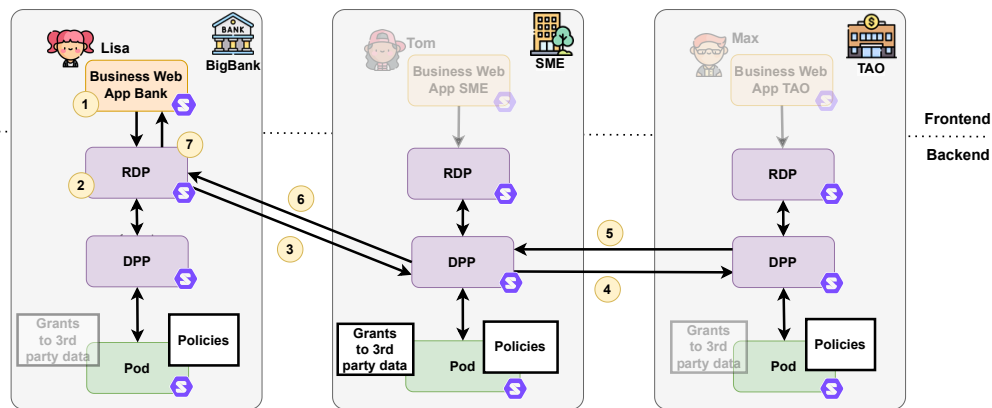 Lisa
BANK
BigBank
Business Web
App Bank
1
7
RDP
2
DPP
Grants
to 3rd
party data
Policies
Pod
6
3
Tom
SME
Business Web
App SME
RDP
DPP
Grants
to 3rd
party data
Policies
Pod
5
4
Max
$
TAO
Business Web
App TAO
RDP
DPP
Grants
to 3rd
party data
Policies
Pod
Frontend
Backend